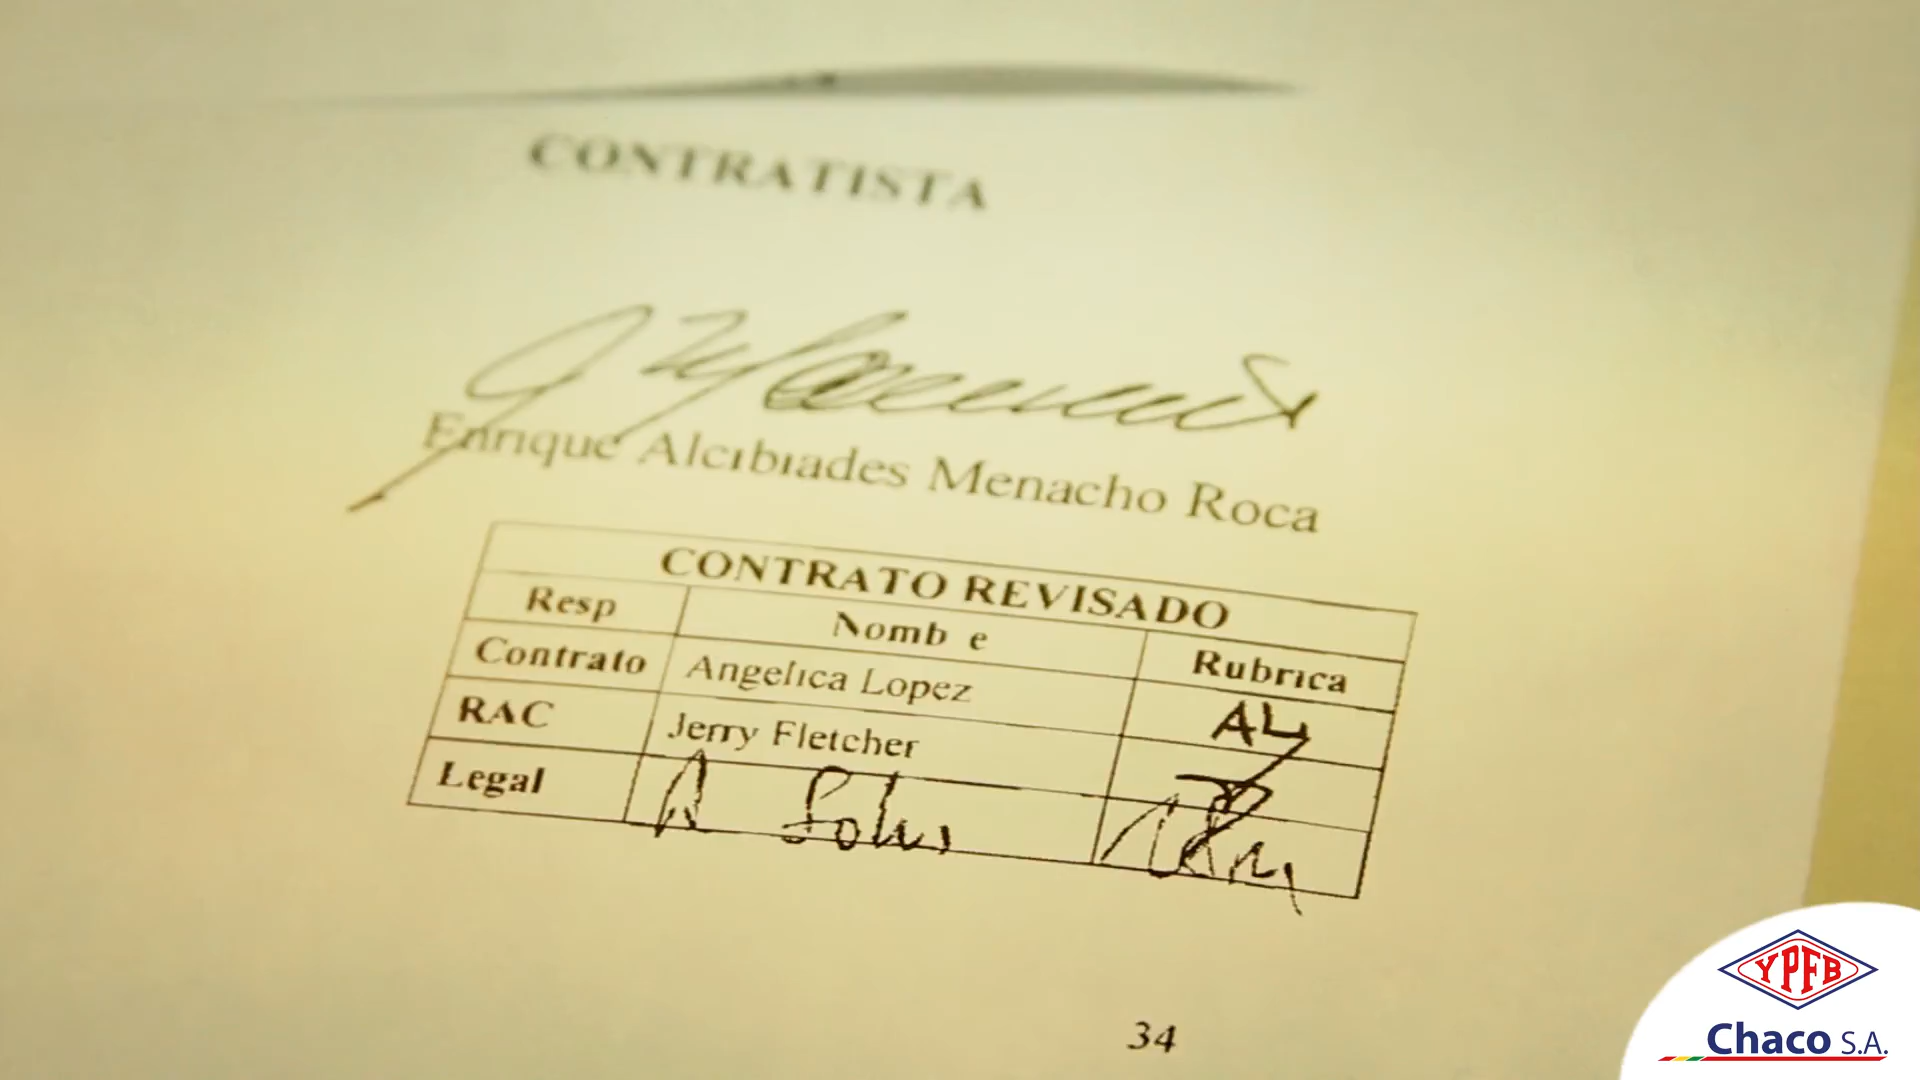 CONTRATISTA
Enrique Alcibiades Menacho Roca
CONTRATO REVISADO
Resp Nomb e Rubrica
Contrato Angelica Lopez AL
RAC Jerry Fletcher
Legal
34
YPFB
Chaco S.A.